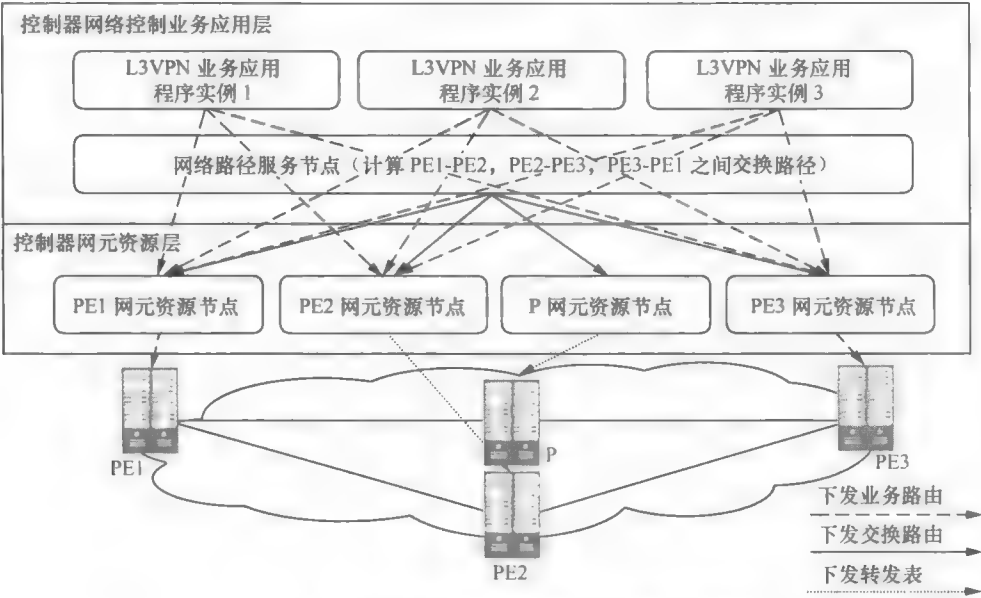 控制器网络控制业务应用层
L3VPN 业务应用
程序实例 1
L3VPN 业务应用
程序实例 2
L3VPN 业务应用
程序实例 3
网络路径服务节点（计算 PE1-PE2，PE2-PE3，PE3-PE1 之间交换路径）
控制器网元资源层
PE1 网元资源节点
PE2 网元资源节点
P 网元资源节点
PE3 网元资源节点
PE1
P
PE3
PE2
下发业务路由
下发交换路由
下发转发表